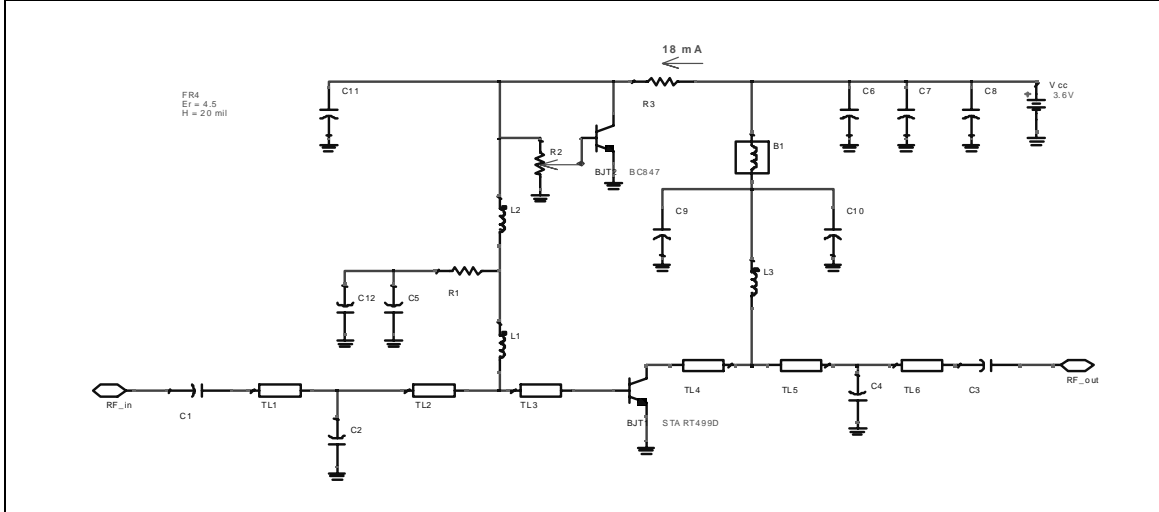 18 mA
FR4
Er = 4.5
H = 20 mil
C11
R3
C6
C7
C8
Vcc
3.6V
+
R2
BJT2
BC847
B1
L2
C9
C10
C12
C5
R1
L3
L1
RF_in
C1
TL1
C2
TL2
TL3
BJT1
STA RT499D
TL4
TL5
C4
TL6
C3
RF_out